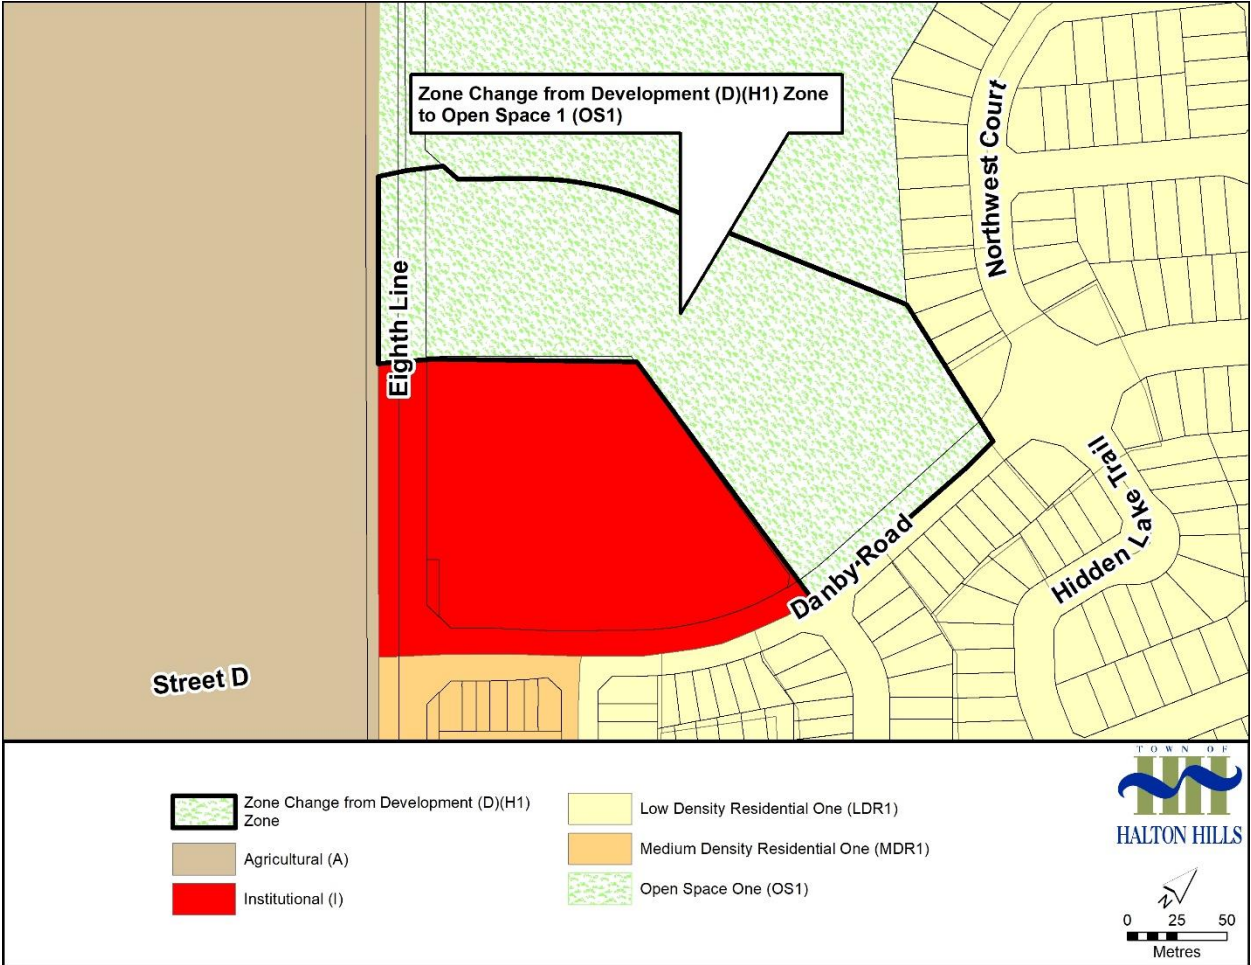 Zone Change from Development (D)(H1) Zone
to Open Space 1 (OS1)
Northwest Court
Eighth Line
Hidden Lake Trail
Danby Road
Street D
Zone Change from Development (D)(H1)
Zone
Agricultural (A)
Institutional (I)
Low Density Residential One (LDR1)
Medium Density Residential One (MDR1)
Open Space One (OS1)
TOWN OF
HALTON HILLS
N
0 25 50
Metres